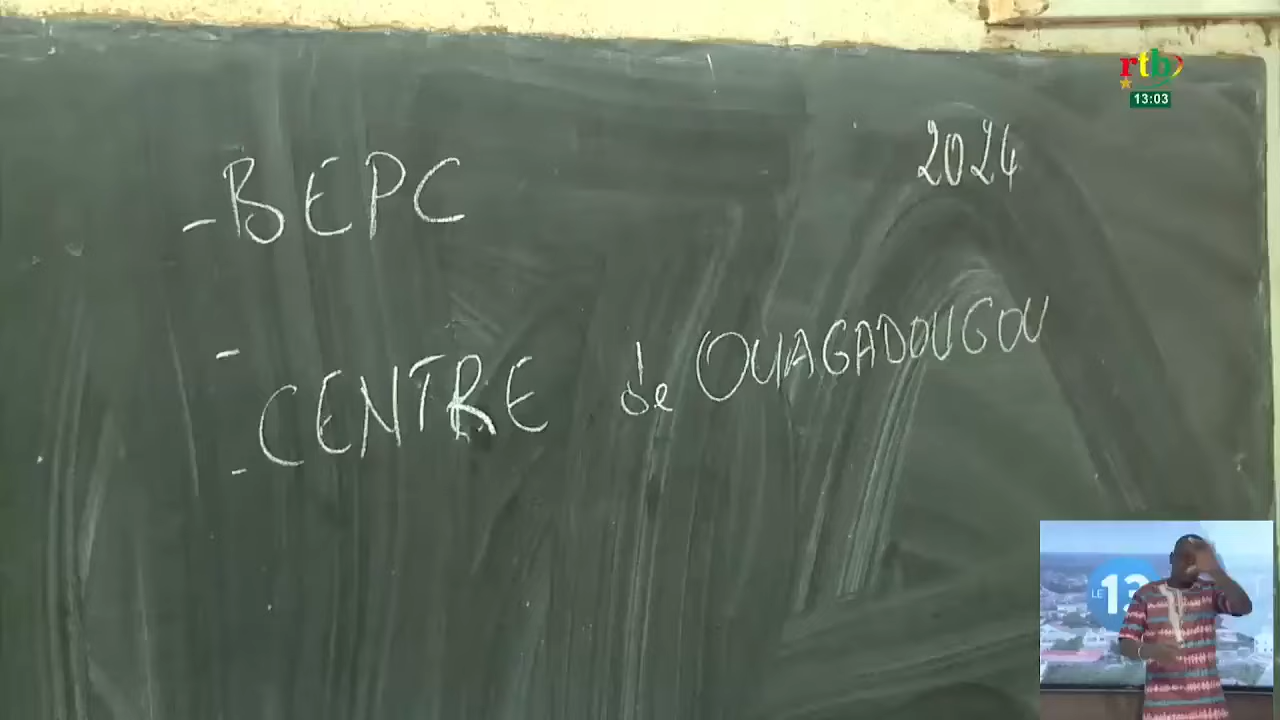 rtb
13:03
2024
- BEPC
-
- CENTRE de OUAGADOUGOU
LE 13